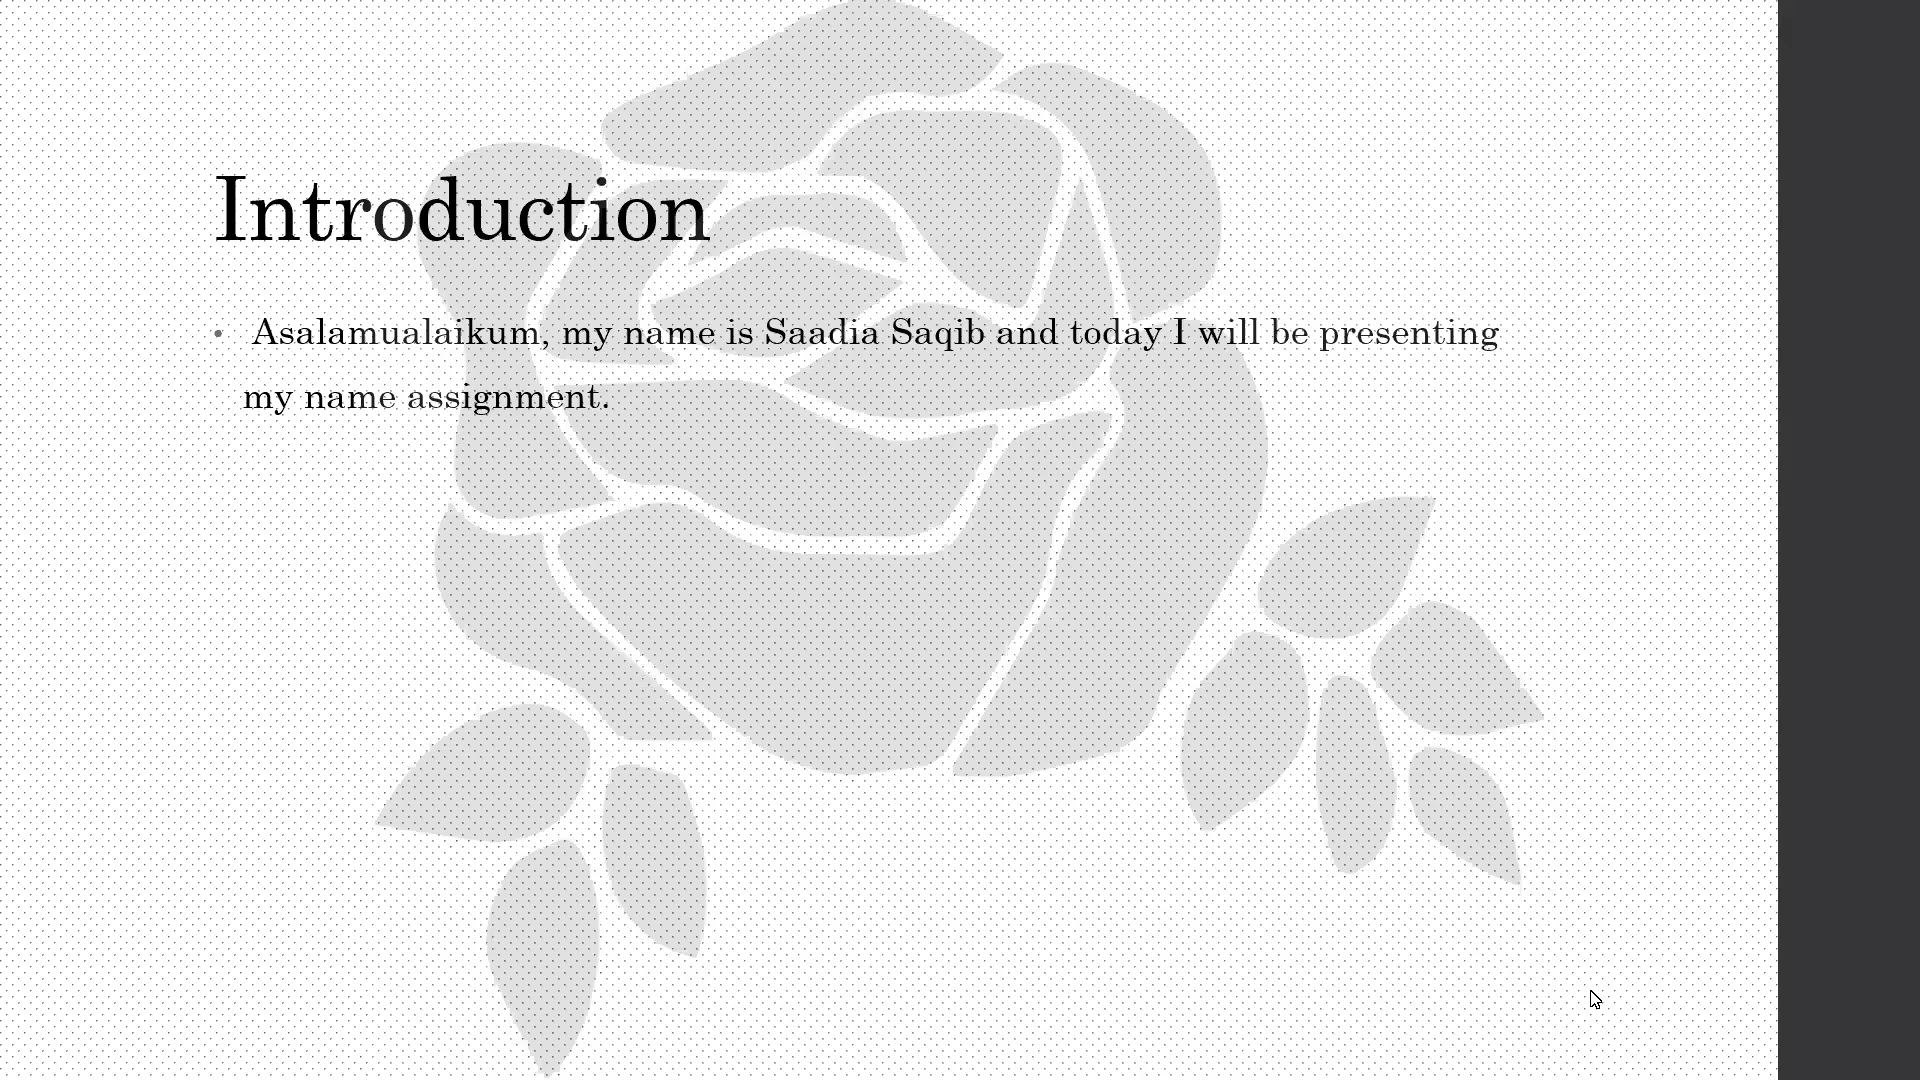 Introduction
• Asalamualaikum, my name is Saadia Saqib and today I will be presenting
my name assignment.